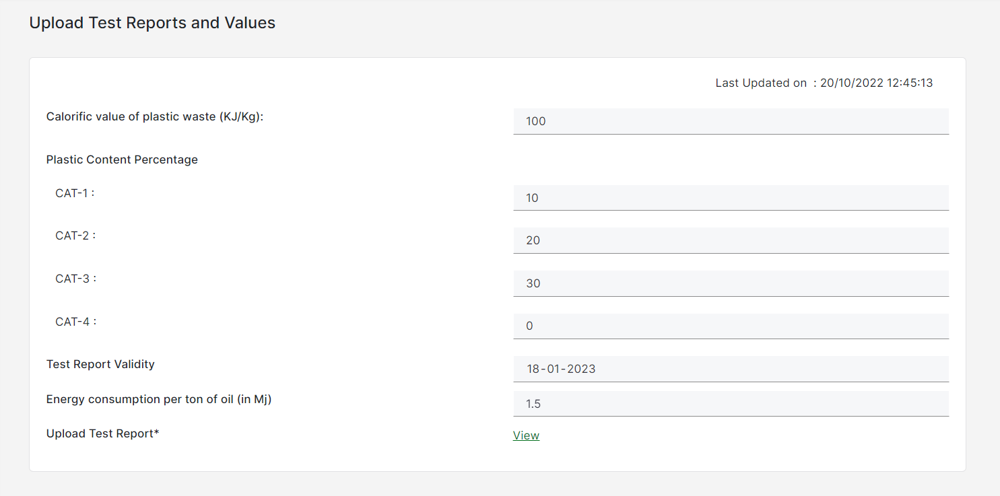 Upload Test Reports and Values
Last Updated on : 20/10/2022 12:45:13
Calorific value of plastic waste (KJ/Kg): 100
Plastic Content Percentage
CAT-1 : 10
CAT-2 : 20
CAT-3 : 30
CAT-4 : 0
Test Report Validity 18-01-2023
Energy consumption per ton of oil (in Mj) 1.5
Upload Test Report* View